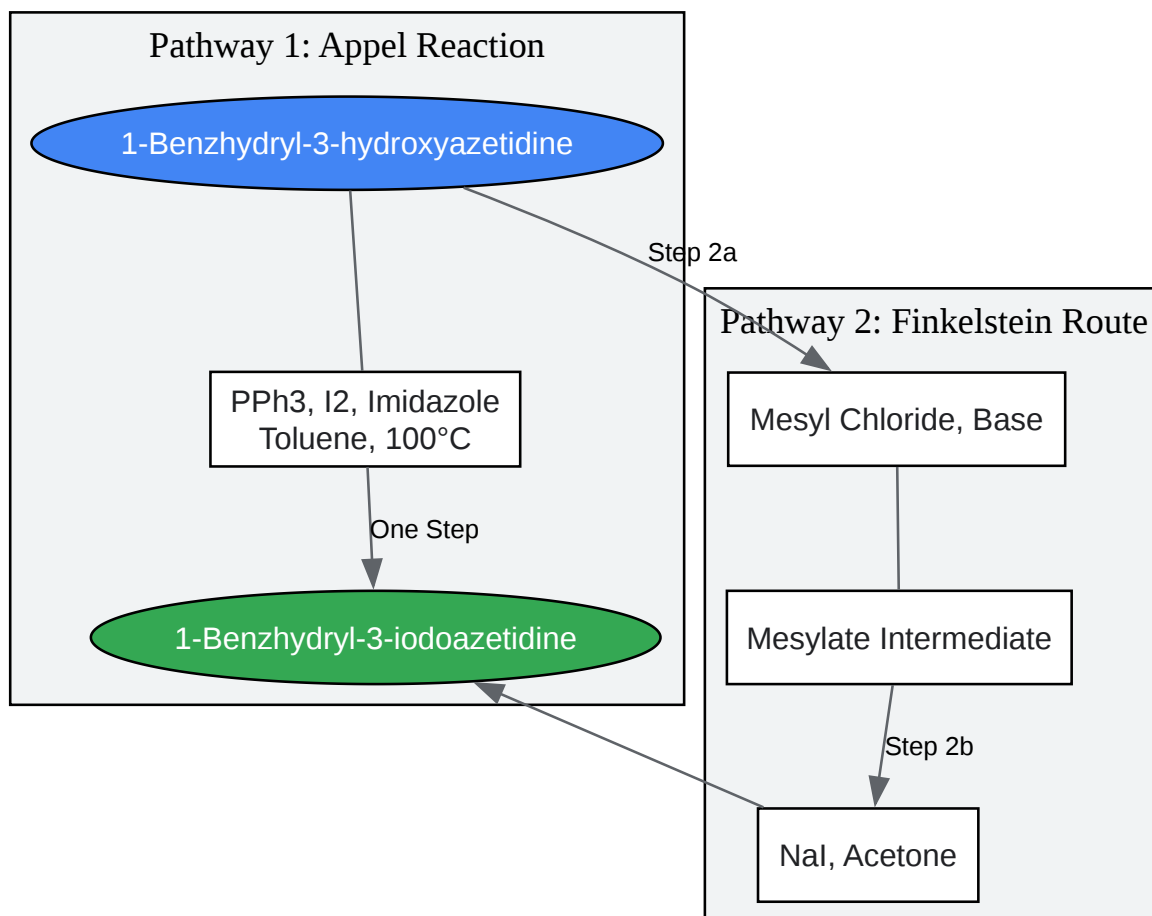 Pathway 1: Appel Reaction
1-Benzhydryl-3-hydroxyazetidine
Step 2a
Pathway 2: Finkelstein Route
PPh3, I2, Imidazole
Toluene, 100°C
Mesyl Chloride, Base
One Step
1-Benzhydryl-3-iodoazetidine
Mesylate Intermediate
Step 2b
NaI, Acetone